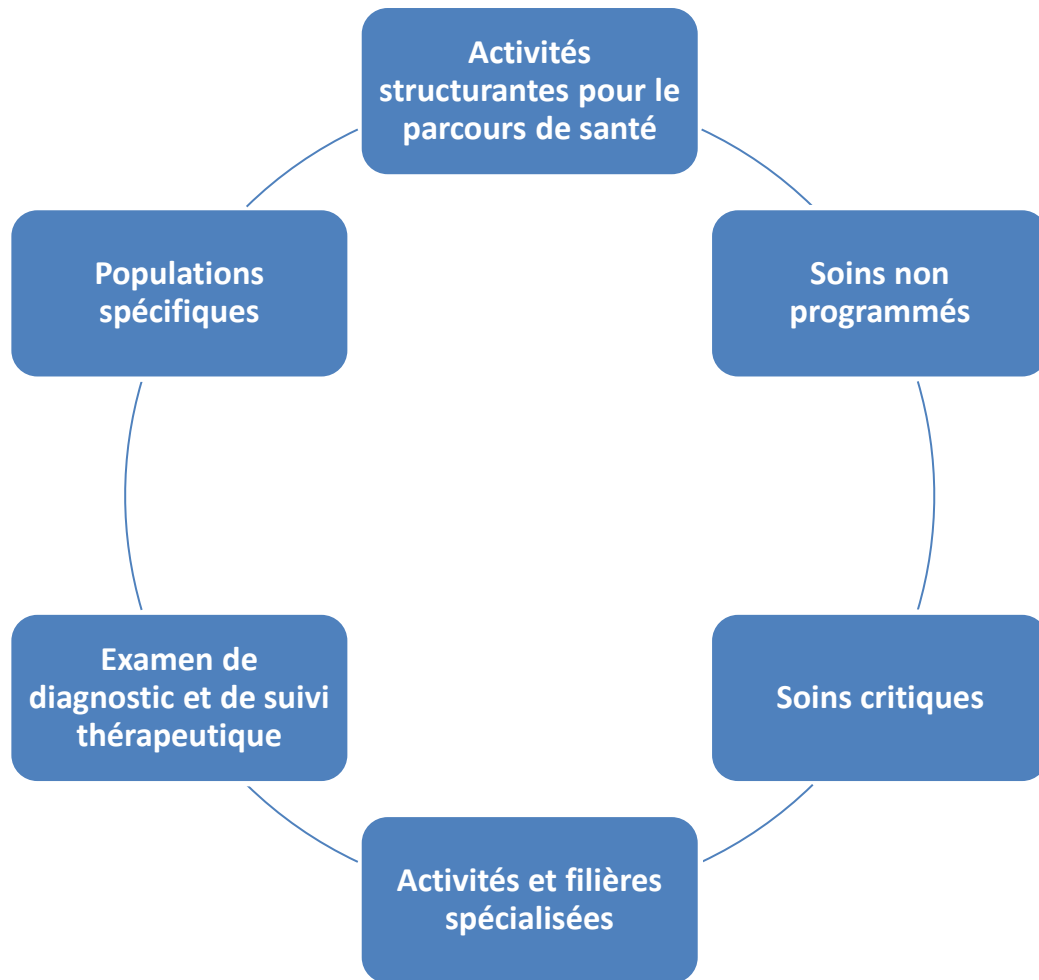 Activités
structurantes pour le
parcours de santé
Soins non
programmés
Soins critiques
Activités et filières
spécialisées
Examen de
diagnostic et de suivi
thérapeutique
Populations
spécifiques